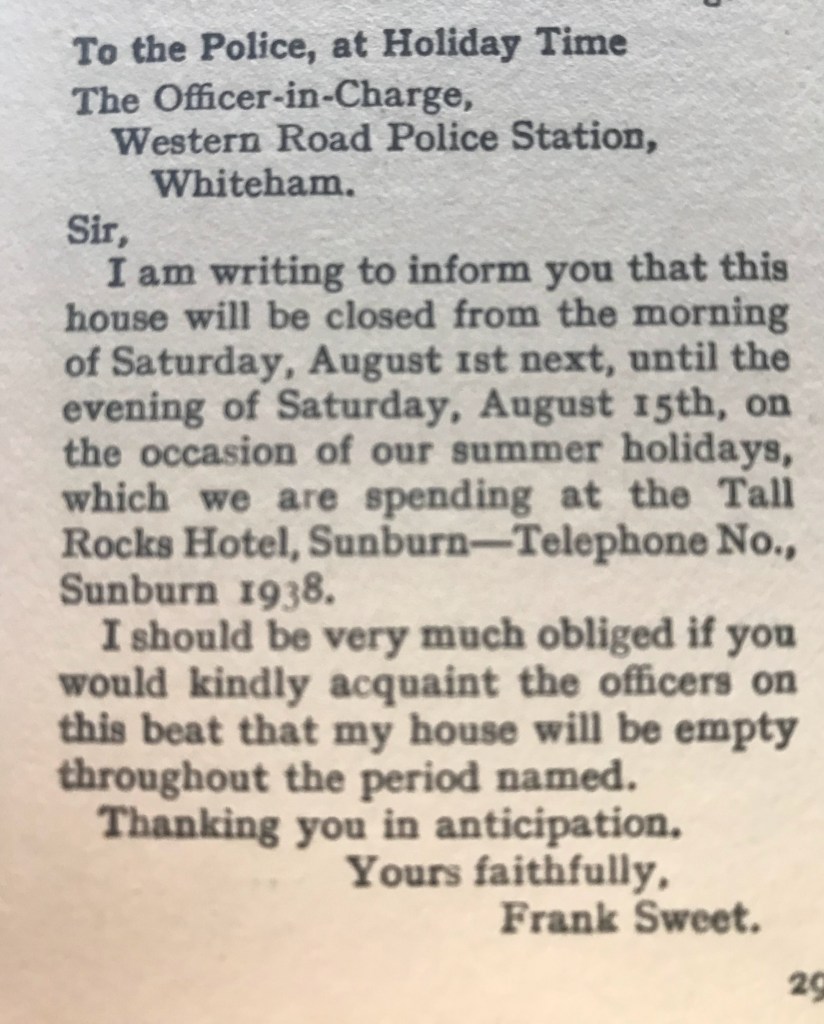 To the Police, at Holiday Time
The Officer-in-Charge,
Western Road Police Station,
Whiteham.
Sir,
I am writing to inform you that this
house will be closed from the morning
of Saturday, August 1st next, until the
evening of Saturday, August 15th, on
the occasion of our summer holidays,
which we are spending at the Tall
Rocks Hotel, Sunburn—Telephone No.,
Sunburn 1938.
I should be very much obliged if you
would kindly acquaint the officers on
this beat that my house will be empty
throughout the period named.
Thanking you in anticipation.
Yours faithfully,
Frank Sweet.